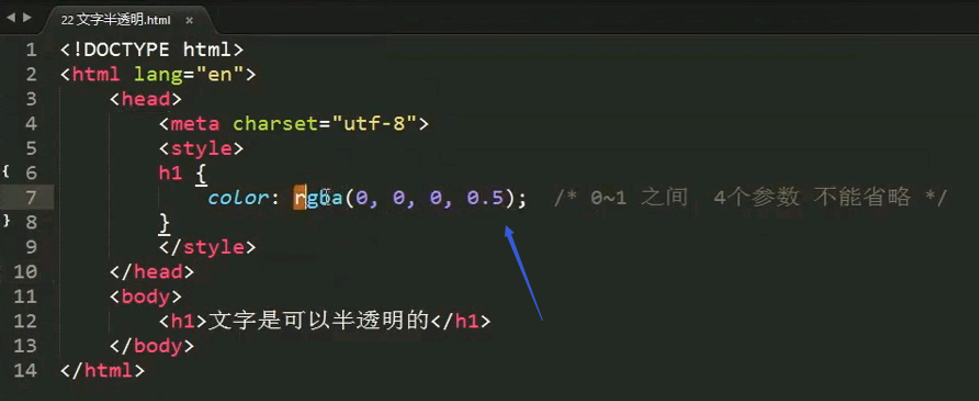 22 文字半透明.html ×
1 <!DOCTYPE html>
2 <html lang="en">
3 <head>
4 <meta charset="utf-8">
5 <style>
{ 6 h1 {
7 color: rgba(0, 0, 0, 0.5); /* 0~1 之间 4个参数 不能省略 */
} 8 }
9 </style>
10 </head>
11 <body>
12 <h1>文字是可以半透明的</h1>
13 </body>
14 </html>